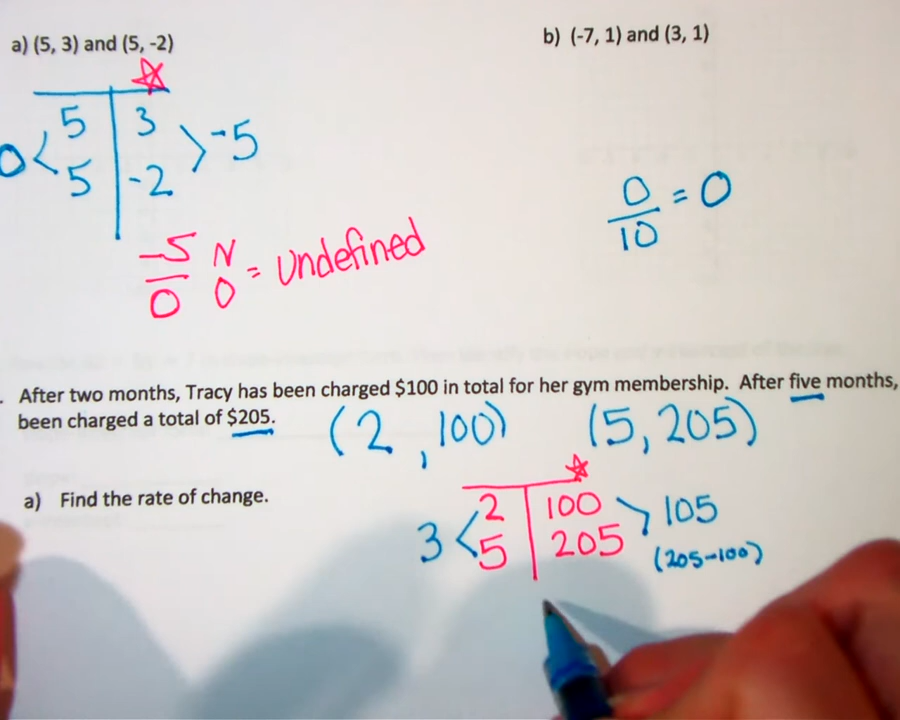 a) (5, 3) and (5, -2)
b) (-7, 1) and (3, 1)
5 | 3
0 < 5 | -2 > -5
-5/0 N/0 = Undefined
0/10 = 0
. After two months, Tracy has been charged $100 in total for her gym membership. After five months,
been charged a total of $205.
(2, 100) (5, 205)
a) Find the rate of change.
2 | 100 > 105
3 < 5 | 205 (205-100)